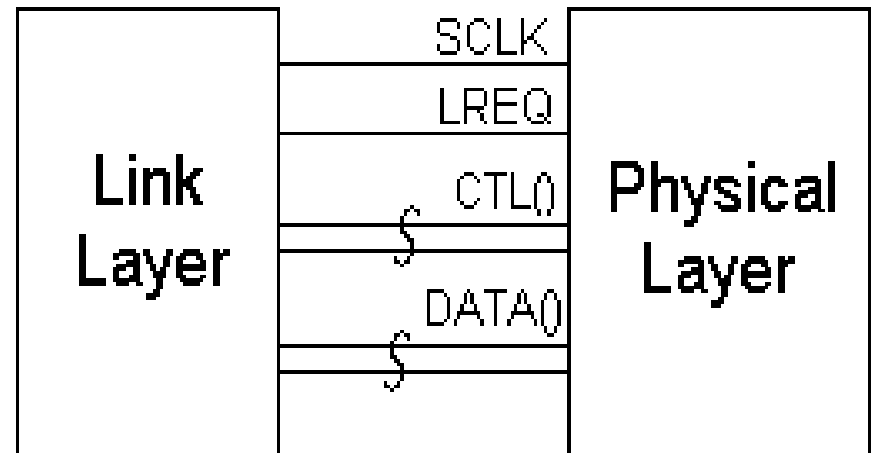 SCLK
LREQ
CTL()
DATA()
Link
Layer
Physical
Layer